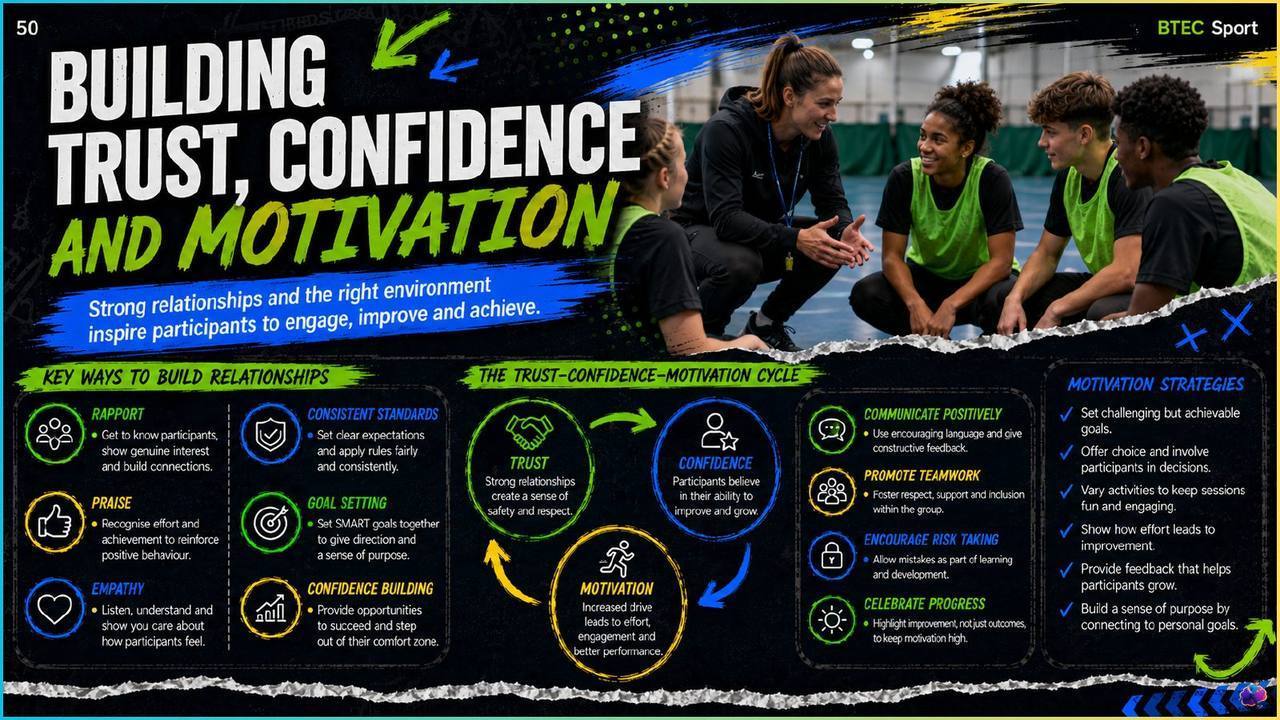 50
BTEC Sport
BUILDING
TRUST, CONFIDENCE
AND MOTIVATION
Strong relationships and the right environment
inspire participants to engage, improve and achieve.
KEY WAYS TO BUILD RELATIONSHIPS
RAPPORT
• Get to know participants,
show genuine interest
and build connections.
PRAISE
• Recognise effort and
achievement to reinforce
positive behaviour.
EMPATHY
• Listen, understand and
show you care about
how participants feel.
CONSISTENT STANDARDS
• Set clear expectations
and apply rules fairly
and consistently.
GOAL SETTING
• Set SMART goals together
to give direction and
a sense of purpose.
CONFIDENCE BUILDING
• Provide opportunities
to succeed and step
out of their comfort zone.
THE TRUST–CONFIDENCE–MOTIVATION CYCLE
TRUST
Strong relationships
create a sense of
safety and respect.
CONFIDENCE
Participants believe
in their ability to
improve and grow.
MOTIVATION
Increased drive
leads to effort,
engagement and
better performance.
COMMUNICATE POSITIVELY
• Use encouraging language and give
constructive feedback.
PROMOTE TEAMWORK
• Foster respect, support and inclusion
within the group.
ENCOURAGE RISK TAKING
• Allow mistakes as part of learning
and development.
CELEBRATE PROGRESS
• Highlight improvement, not just outcomes,
to keep motivation high.
MOTIVATION STRATEGIES
✓ Set challenging but achievable
goals.
✓ Offer choice and involve
participants in decisions.
✓ Vary activities to keep sessions
fun and engaging.
✓ Show how effort leads to
improvement.
✓ Provide feedback that helps
participants grow.
✓ Build a sense of purpose by
connecting to personal goals.